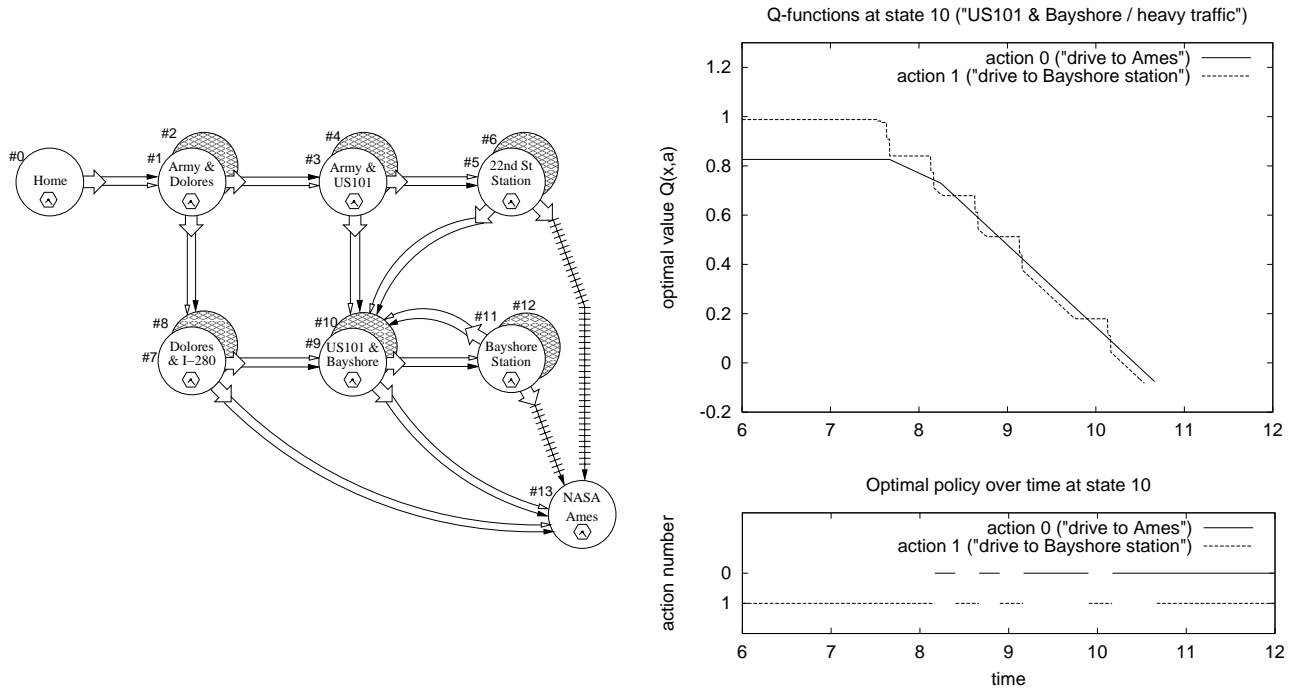 #0
Home
#2
#1
Army &
Dolores
#4
#3
Army &
US101
#6
#5
22nd St
Station
#8
#7
Dolores
& I−280
#10
#9
US101 &
Bayshore
#12
#11
Bayshore
Station
#13
NASA
Ames
Q-functions at state 10 ("US101 & Bayshore / heavy traffic")
action 0 ("drive to Ames")
action 1 ("drive to Bayshore station")
optimal value Q(x,a)
1.2
1
0.8
0.6
0.4
0.2
0
-0.2
6 7 8 9 10 11 12
Optimal policy over time at state 10
action 0 ("drive to Ames")
action 1 ("drive to Bayshore station")
action number
0
1
6 7 8 9 10 11 12
time